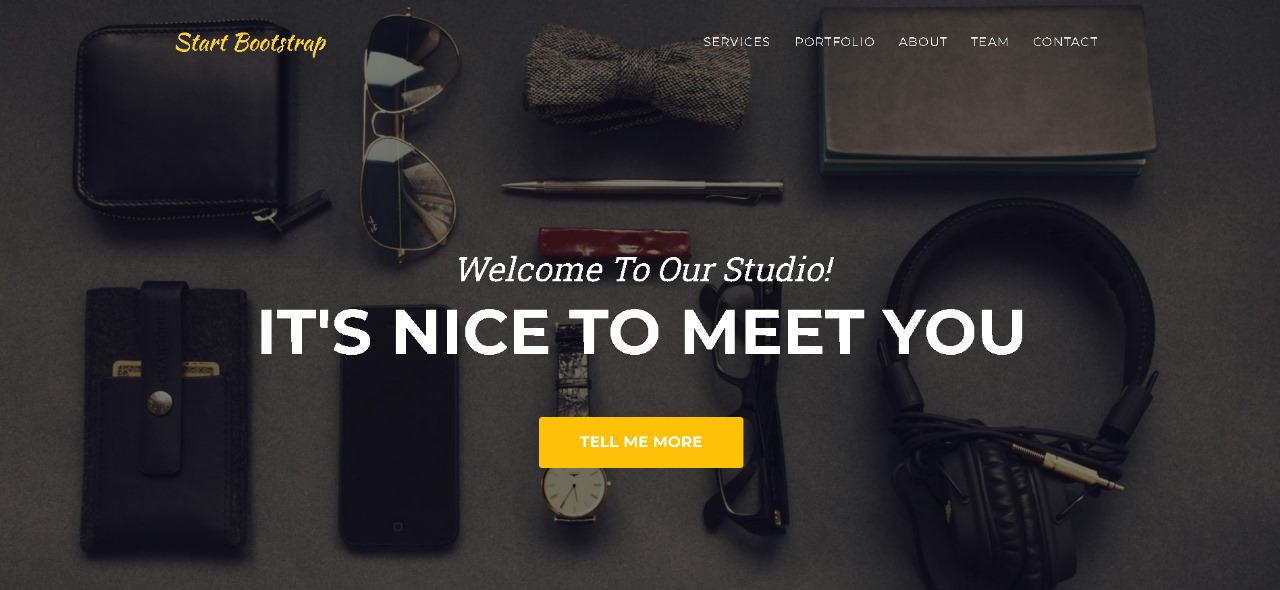 Start Bootstrap
SERVICES PORTFOLIO ABOUT TEAM CONTACT
Welcome To Our Studio!
IT'S NICE TO MEET YOU
TELL ME MORE